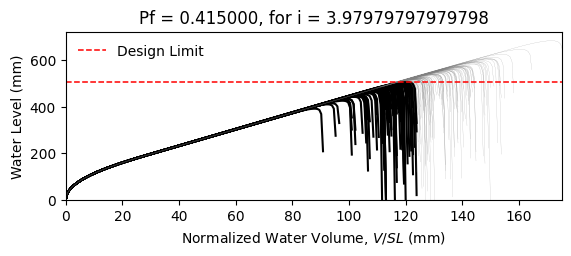 Pf = 0.415000, for i = 3.97979797979798
Design Limit
Water Level (mm)
600
400
200
0
0 20 40 60 80 100 120 140 160
Normalized Water Volume, V/SL (mm)